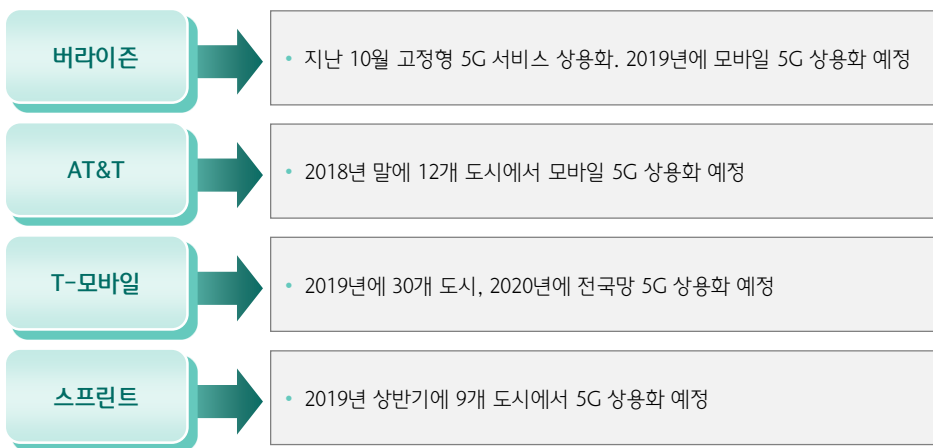 버라이즌
• 지난 10월 고정형 5G 서비스 상용화. 2019년에 모바일 5G 상용화 예정
AT&T
• 2018년 말에 12개 도시에서 모바일 5G 상용화 예정
T-모바일
• 2019년에 30개 도시, 2020년에 전국망 5G 상용화 예정
스프린트
• 2019년 상반기에 9개 도시에서 5G 상용화 예정